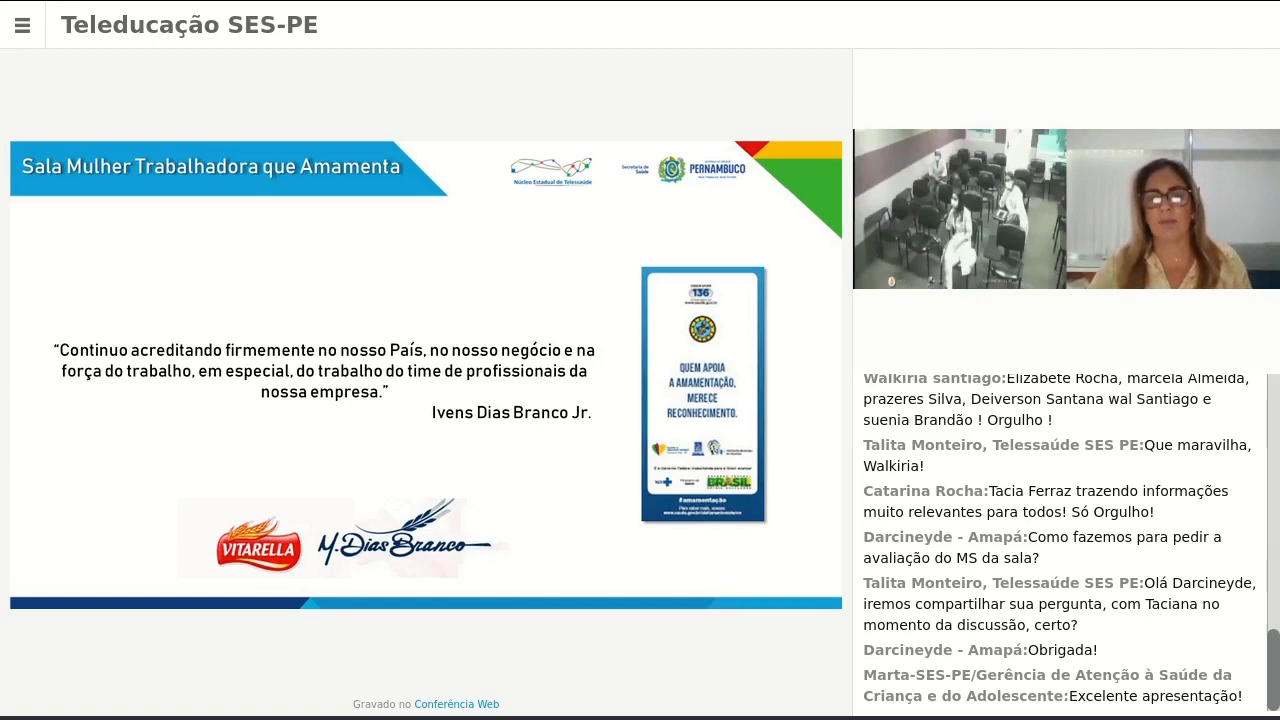 Teleducação SES-PE
Sala Mulher Trabalhadora que Amamenta
Núcleo Estadual de Telessaúde
Secretaria de
Saúde
PERNAMBUCO
136
“Continuo acreditando firmemente no nosso País, no nosso negócio e na
força do trabalho, em especial, do trabalho do time de profissionais da
nossa empresa.”
Ivens Dias Branco Jr.
QUEM APOIA
A AMAMENTAÇÃO,
MERECE
RECONHECIMENTO.
BRASIL
#amamentação
VITARELLA
M. Dias Branco
Gravado no Conferência Web
Walkiria santiago:Elizabete Rocha, marcela Almeida,
prazeres Silva, Deiverson Santana wal Santiago e
suenia Brandão ! Orgulho !
Talita Monteiro, Telessaúde SES PE:Que maravilha,
Walkiria!
Catarina Rocha:Tacia Ferraz trazendo informações
muito relevantes para todos! Só Orgulho!
Darcineyde - Amapá:Como fazemos para pedir a
avaliação do MS da sala?
Talita Monteiro, Telessaúde SES PE:Olá Darcineyde,
iremos compartilhar sua pergunta, com Taciana no
momento da discussão, certo?
Darcineyde - Amapá:Obrigada!
Marta-SES-PE/Gerência de Atenção à Saúde da
Criança e do Adolescente:Excelente apresentação!